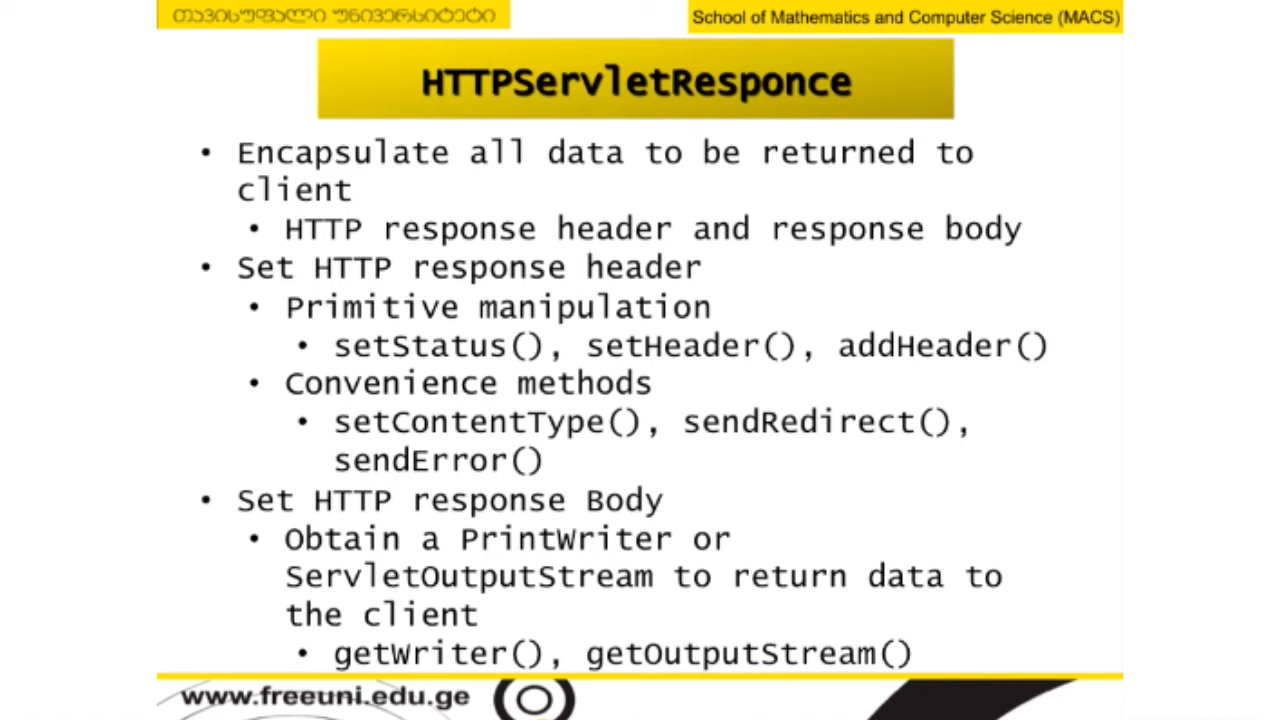 თავისუფალი უნივერსიტეტი
School of Mathematics and Computer Science (MACS)
HTTPServletResponce
• Encapsulate all data to be returned to
client
• HTTP response header and response body
• Set HTTP response header
• Primitive manipulation
• setStatus(), setHeader(), addHeader()
• Convenience methods
• setContentType(), sendRedirect(),
sendError()
• Set HTTP response Body
• Obtain a PrintWriter or
ServletOutputStream to return data to
the client
• getWriter(), getOutputStream()
www.freeuni.edu.ge